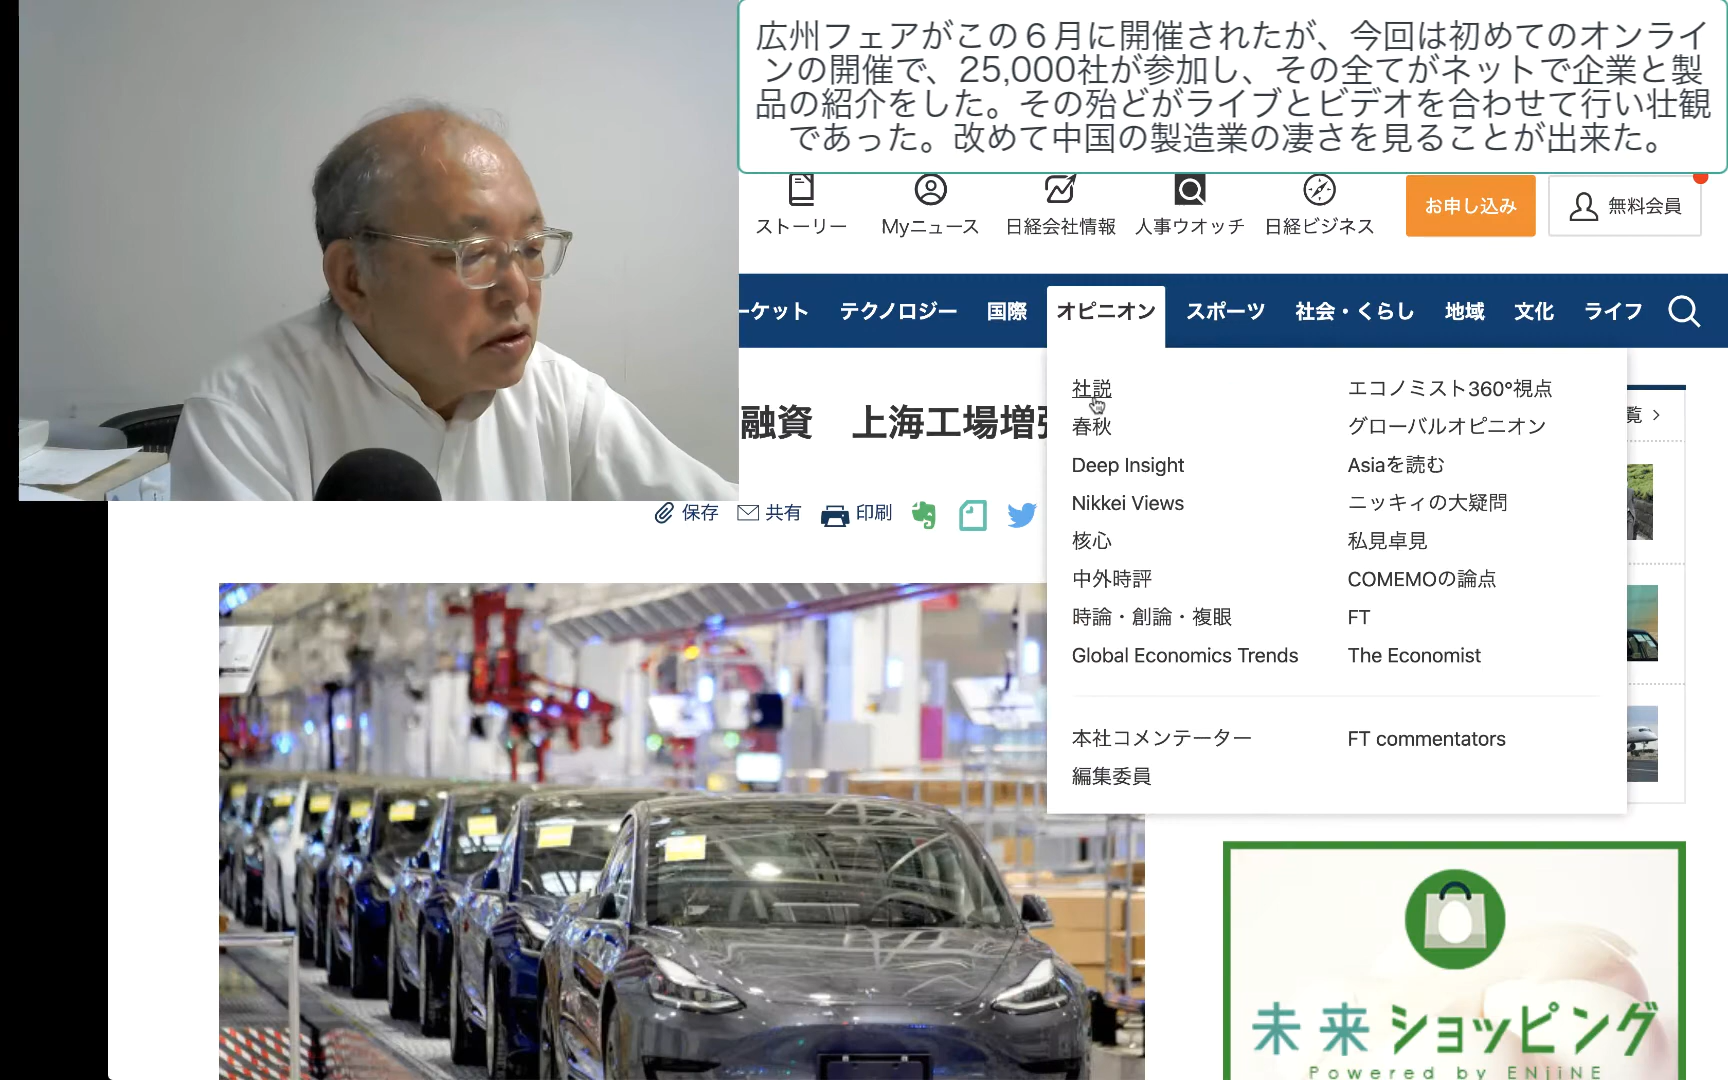 広州フェアがこの６月に開催されたが、今回は初めてのオンライ
ンの開催で、25,000社が参加し、その全てがネットで企業と製
品の紹介をした。その殆どがライブとビデオを合わせて行い壮観
であった。改めて中国の製造業の凄さを見ることが出来た。
ストーリー
Myニュース
日経会社情報
人事ウオッチ
日経ビジネス
お申し込み
無料会員
ーケット
テクノロジー
国際
オピニオン
スポーツ
社会・くらし
地域
文化
ライフ
融資　上海工場増
覧
社説
春秋
Deep Insight
Nikkei Views
核心
中外時評
時論・創論・複眼
Global Economics Trends
エコノミスト360°視点
グローバルオピニオン
Asiaを読む
ニッキィの大疑問
私見卓見
COMEMOの論点
FT
The Economist
本社コメンテーター
編集委員
FT commentators
保存
共有
印刷
未来ショッピング
Powered by ENjiNE